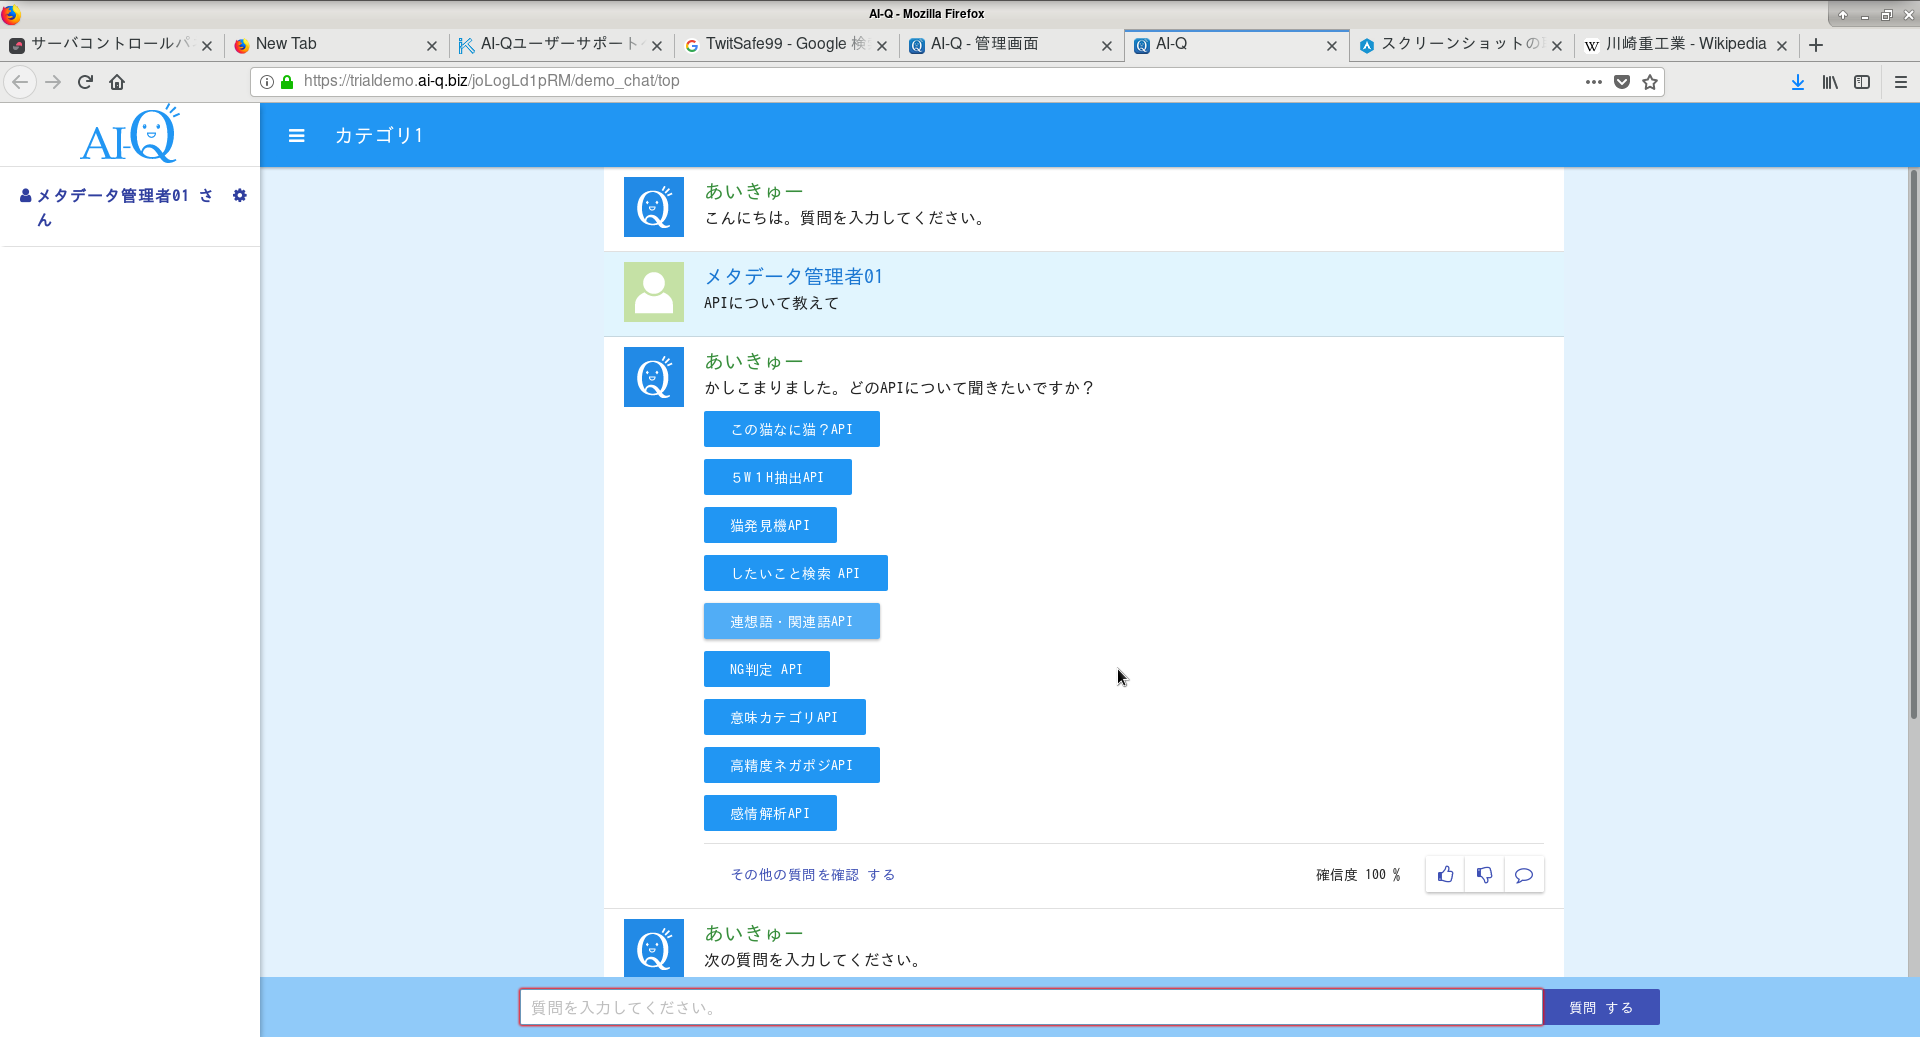 AI-Q - Mozilla Firefox
サーバコントロールパ
New Tab
AI-Qユーザーサポート
TwitSafe99 - Google 検
AI-Q - 管理画面
AI-Q
スクリーンショットの
川崎重工業 - Wikipedia
https://trialdemo.ai-q.biz/joLogLd1pRM/demo_chat/top
AI-Q
カテゴリ1
メタデータ管理者01 さ
ん
あいきゅー
こんにちは。質問を入力してください。
メタデータ管理者01
APIについて教えて
あいきゅー
かしこまりました。どのAPIについて聞きたいですか？
この猫なに猫？API
５W１H抽出API
猫発見機API
したいこと検索 API
連想語・関連語API
NG判定 API
意味カテゴリAPI
高精度ネガポジAPI
感情解析API
その他の質問を確認 する
確信度 100 %
あいきゅー
次の質問を入力してください。
質問を入力してください。
質問 する